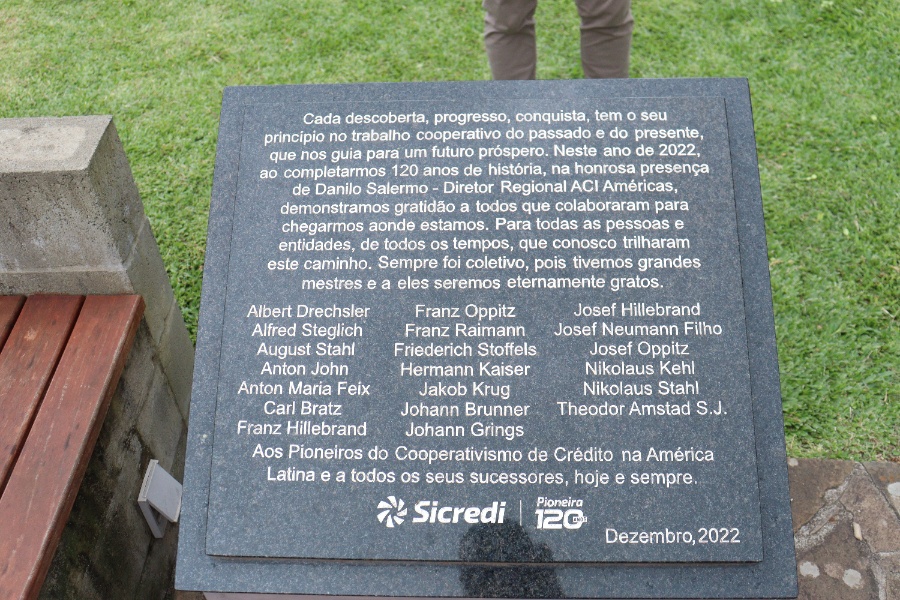 Cada descoberta, progresso, conquista, tem o seu
princípio no trabalho cooperativo do passado e do presente,
que nos guia para um futuro próspero. Neste ano de 2022,
ao completarmos 120 anos de história, na honrosa presença
de Danilo Salermo - Diretor Regional ACI Américas,
demonstramos gratidão a todos que colaboraram para
chegarmos aonde estamos. Para todas as pessoas e
entidades, de todos os tempos, que conosco trilharam
este caminho. Sempre foi coletivo, pois tivemos grandes
mestres e a eles seremos eternamente gratos.
Albert Drechsler
Alfred Steglich
August Stahl
Anton John
Anton Maria Feix
Carl Bratz
Franz Hillebrand
Franz Oppitz
Franz Raimann
Friederich Stoffels
Hermann Kaiser
Jakob Krug
Johann Brunner
Johann Grings
Josef Hillebrand
Josef Neumann Filho
Josef Oppitz
Nikolaus Kehl
Nikolaus Stahl
Theodor Amstad S.J.
Aos Pioneiros do Cooperativismo de Crédito na América
Latina e a todos os seus sucessores, hoje e sempre.
Sicredi
Pioneira
120
Dezembro,2022